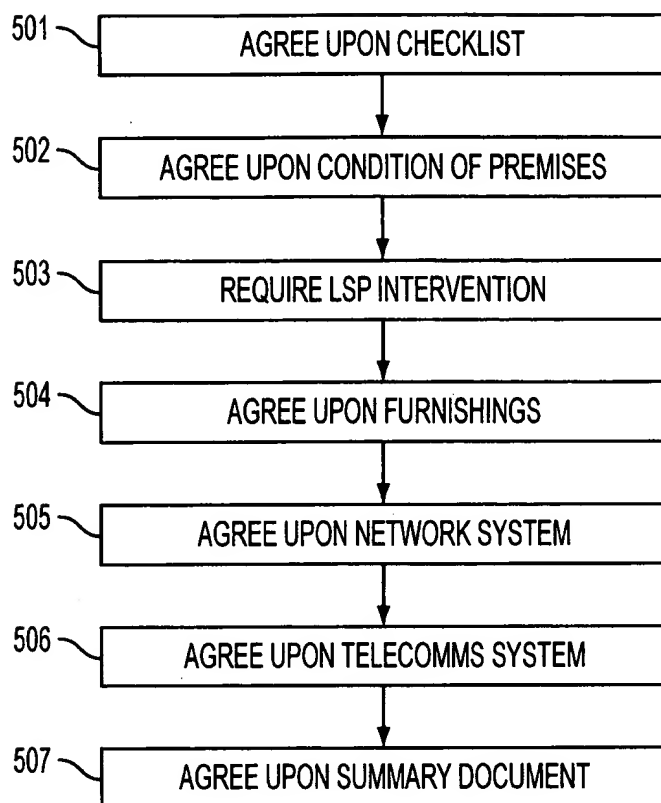 501 AGREE UPON CHECKLIST
502 AGREE UPON CONDITION OF PREMISES
503 REQUIRE LSP INTERVENTION
504 AGREE UPON FURNISHINGS
505 AGREE UPON NETWORK SYSTEM
506 AGREE UPON TELECOMMS SYSTEM
507 AGREE UPON SUMMARY DOCUMENT